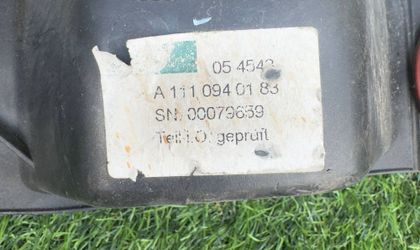 05 4542
A 111 094 01 83
SN: 00079659
Teil i.O. geprüft